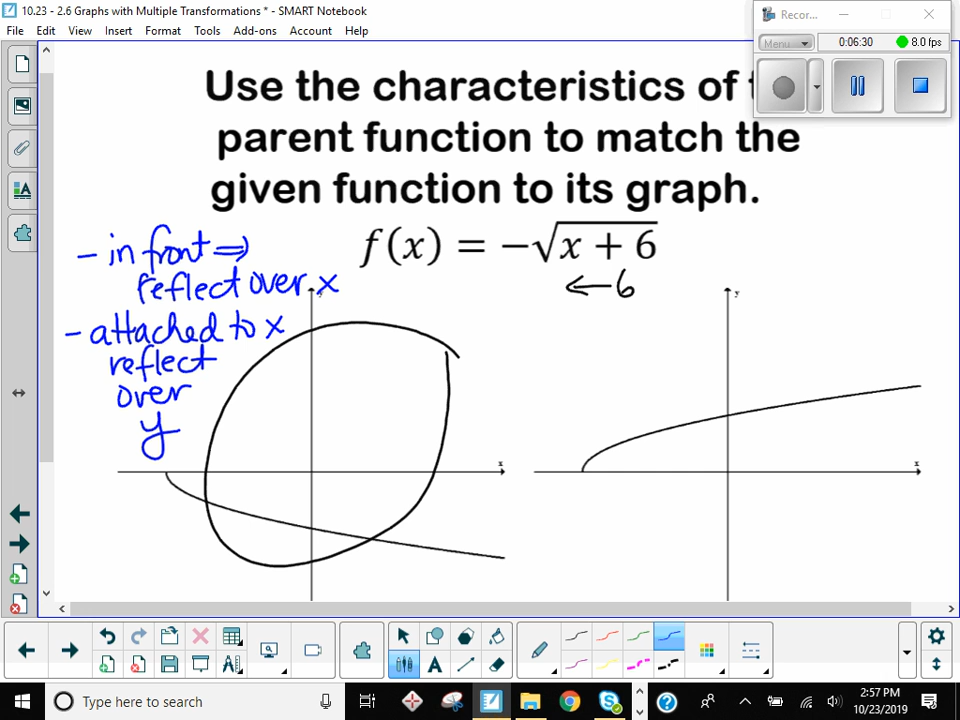 10.23 - 2.6 Graphs with Multiple Transformations * - SMART Notebook
File Edit View Insert Format Tools Add-ons Account Help
Recor...
Menu 0:06:30 8.0 fps
Use the characteristics of
parent function to match the
given function to its graph.
f(x) = −√x + 6
← 6
- in front ⇒
reflect over x
- attached to x
reflect
over
y
y
y
x
x
A
A
Type here to search
2:57 PM
10/23/2019